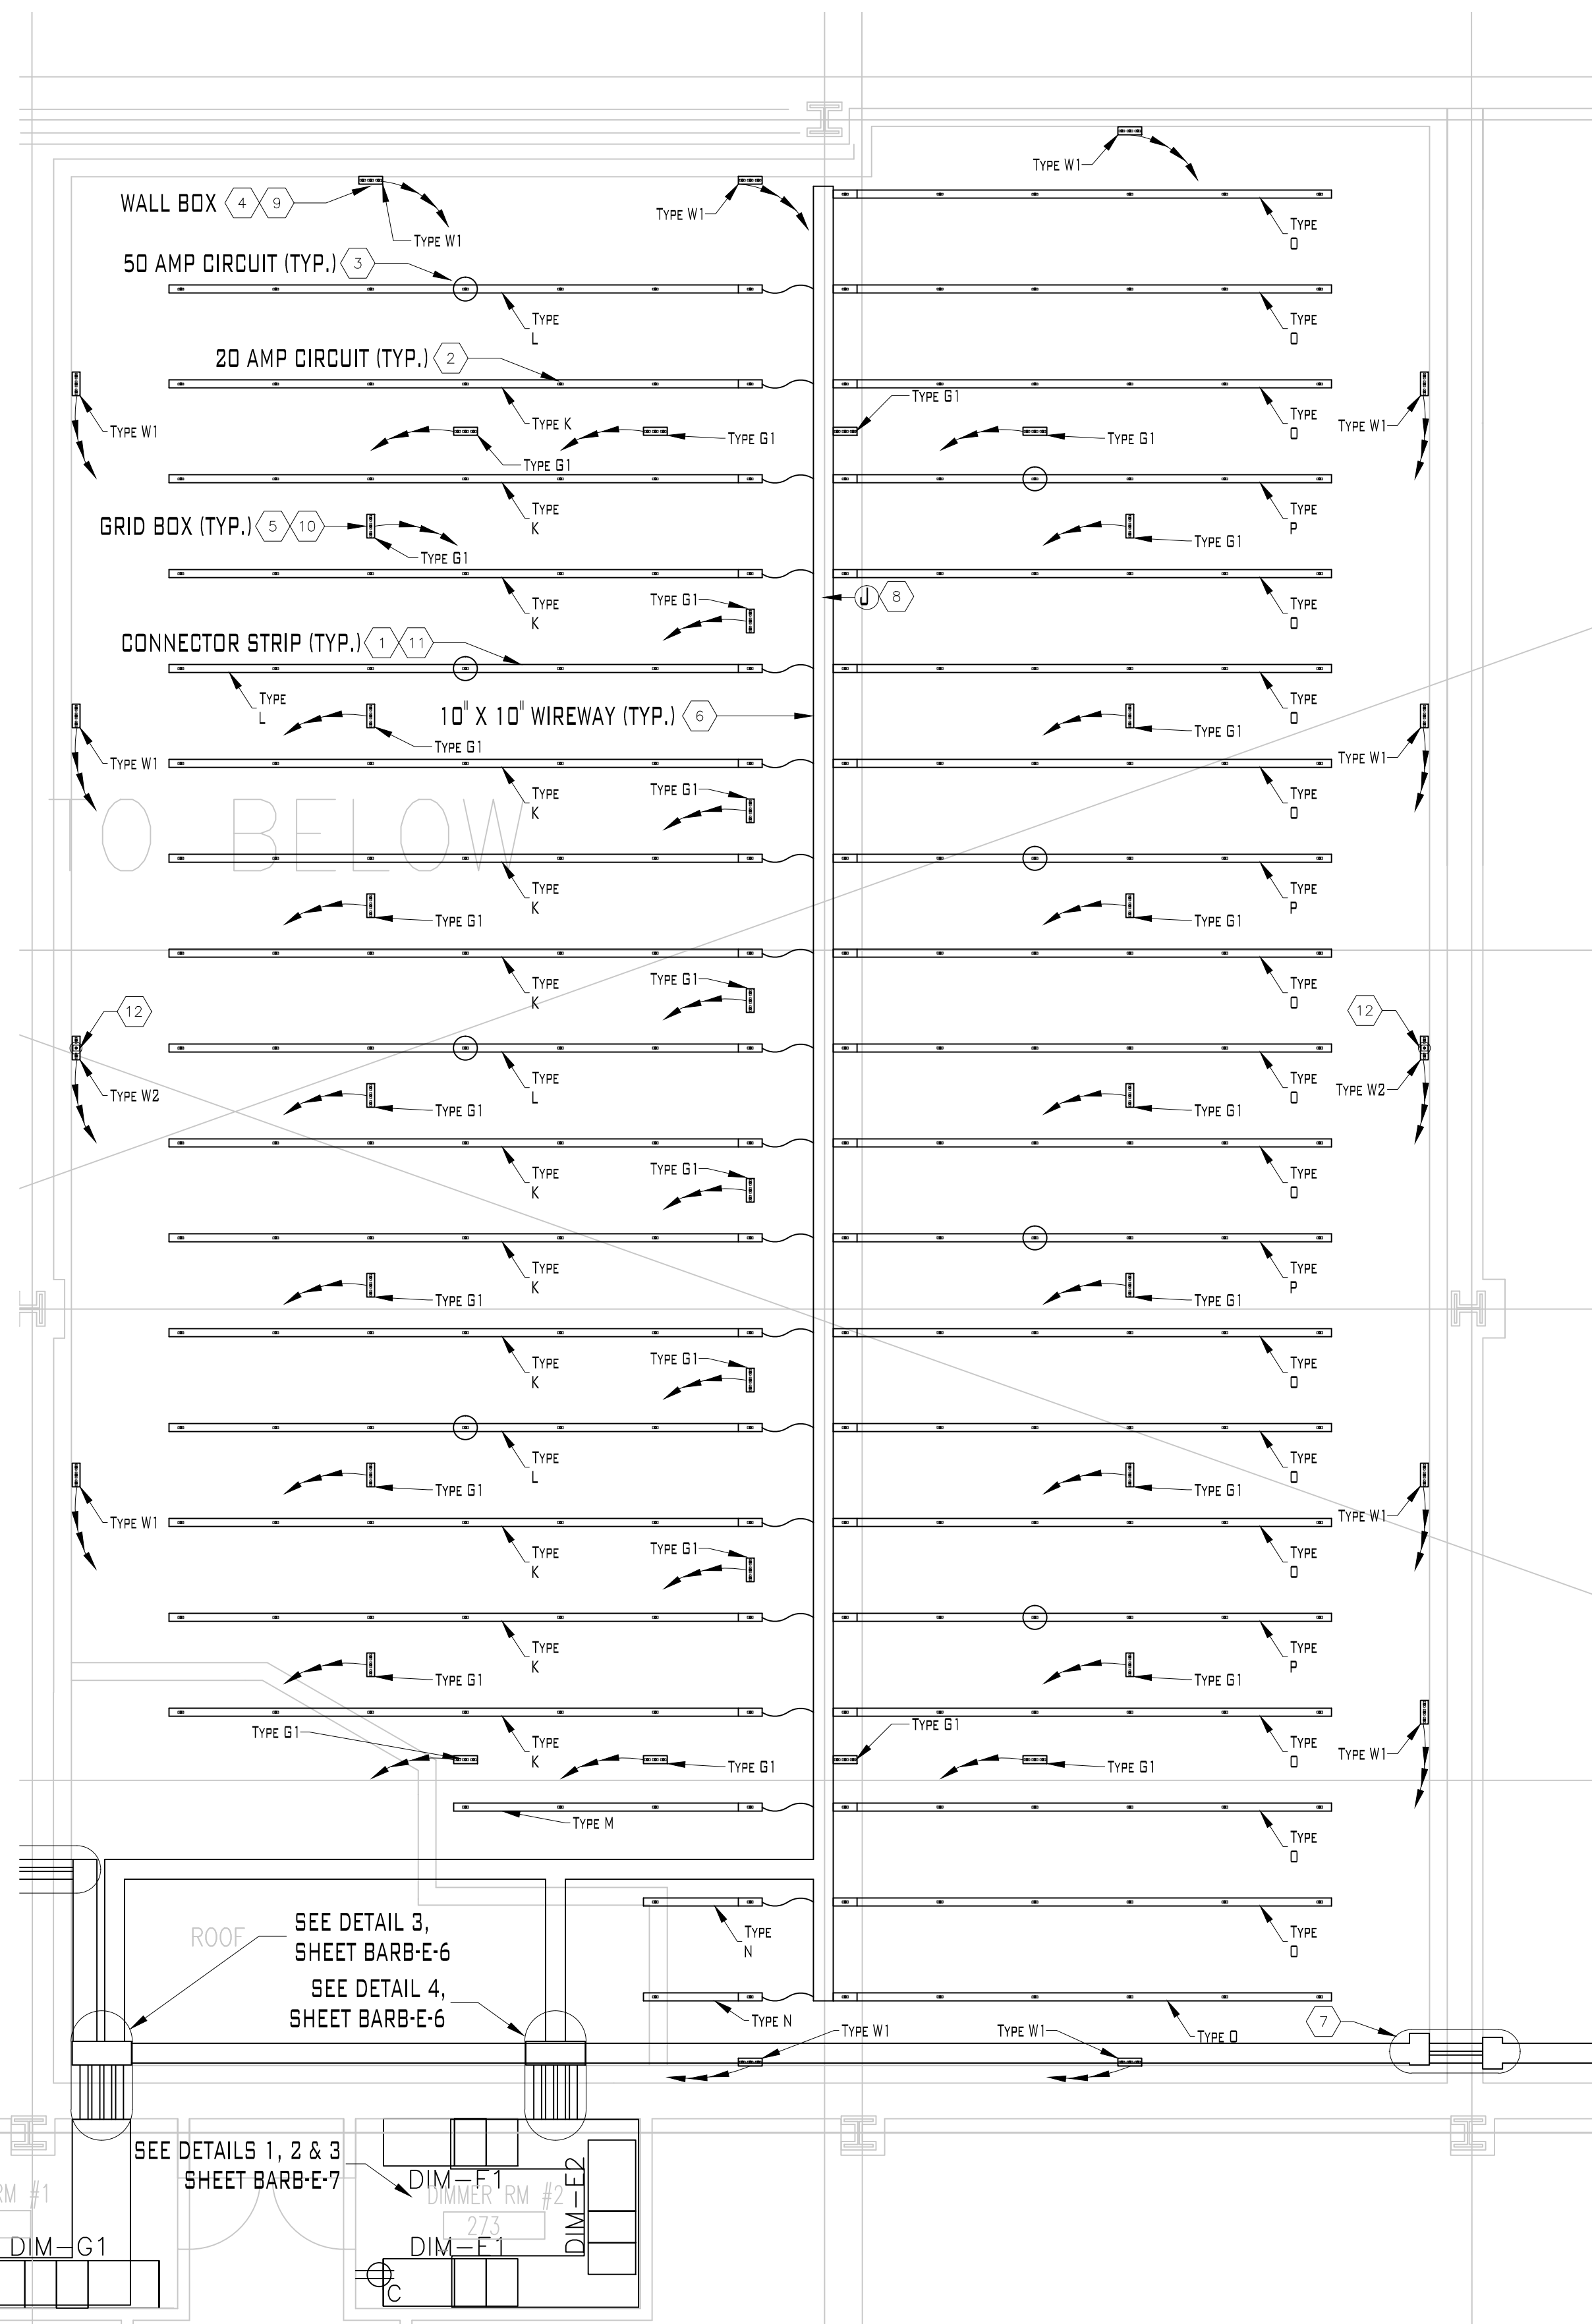 TYPE W1
WALL BOX 4 9
TYPE W1
TYPE W1
TYPE
O
50 AMP CIRCUIT (TYP.) 3
TYPE
L
TYPE
O
20 AMP CIRCUIT (TYP.) 2
TYPE W1
TYPE K
TYPE G1
TYPE G1
TYPE G1
TYPE G1
TYPE
O
TYPE W1
GRID BOX (TYP.) 5 10
TYPE
K
TYPE G1
TYPE
P
TYPE G1
TYPE
K
TYPE G1
J 8
TYPE
O
CONNECTOR STRIP (TYP.) 1 11
TYPE
L
10" X 10" WIREWAY (TYP.) 6
TYPE G1
TYPE
O
TYPE G1
TYPE W1
TYPE W1
TYPE
K
TYPE G1
TYPE
O
TO BELOW
TYPE
K
TYPE
P
TYPE G1
TYPE G1
TYPE
K
TYPE G1
TYPE
O
12
12
TYPE W2
TYPE
L
TYPE
O
TYPE W2
TYPE G1
TYPE G1
TYPE
K
TYPE G1
TYPE
O
TYPE
K
TYPE
P
TYPE G1
TYPE G1
TYPE
K
TYPE G1
TYPE
O
TYPE
L
TYPE
O
TYPE G1
TYPE G1
TYPE W1
TYPE W1
TYPE
K
TYPE G1
TYPE
O
TYPE
K
TYPE
P
TYPE G1
TYPE G1
TYPE G1
TYPE
K
TYPE G1
TYPE G1
TYPE G1
TYPE
O
TYPE W1
TYPE M
TYPE
O
ROOF
SEE DETAIL 3,
SHEET BARB-E-6
TYPE
N
TYPE
O
SEE DETAIL 4,
SHEET BARB-E-6
TYPE N
TYPE W1
TYPE W1
TYPE O
7
SEE DETAILS 1, 2 & 3
SHEET BARB-E-7
DIM-F1
DIM-E2
DIMMER RM #2
273
RM #1
DIM-G1
DIM-E1
C